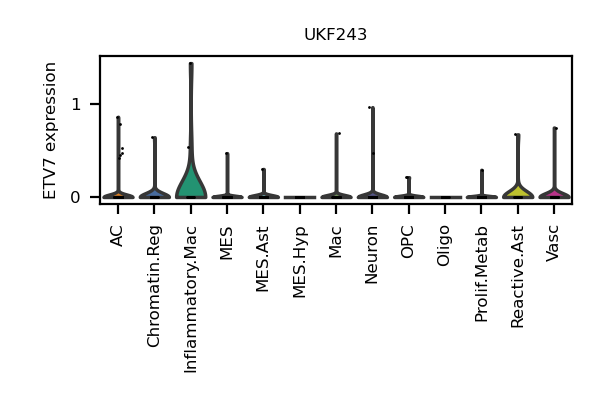 UKF243
ETV7 expression
1
0
AC
Chromatin.Reg
Inflammatory.Mac
MES
MES.Ast
MES.Hyp
Mac
Neuron
OPC
Oligo
Prolif.Metab
Reactive.Ast
Vasc